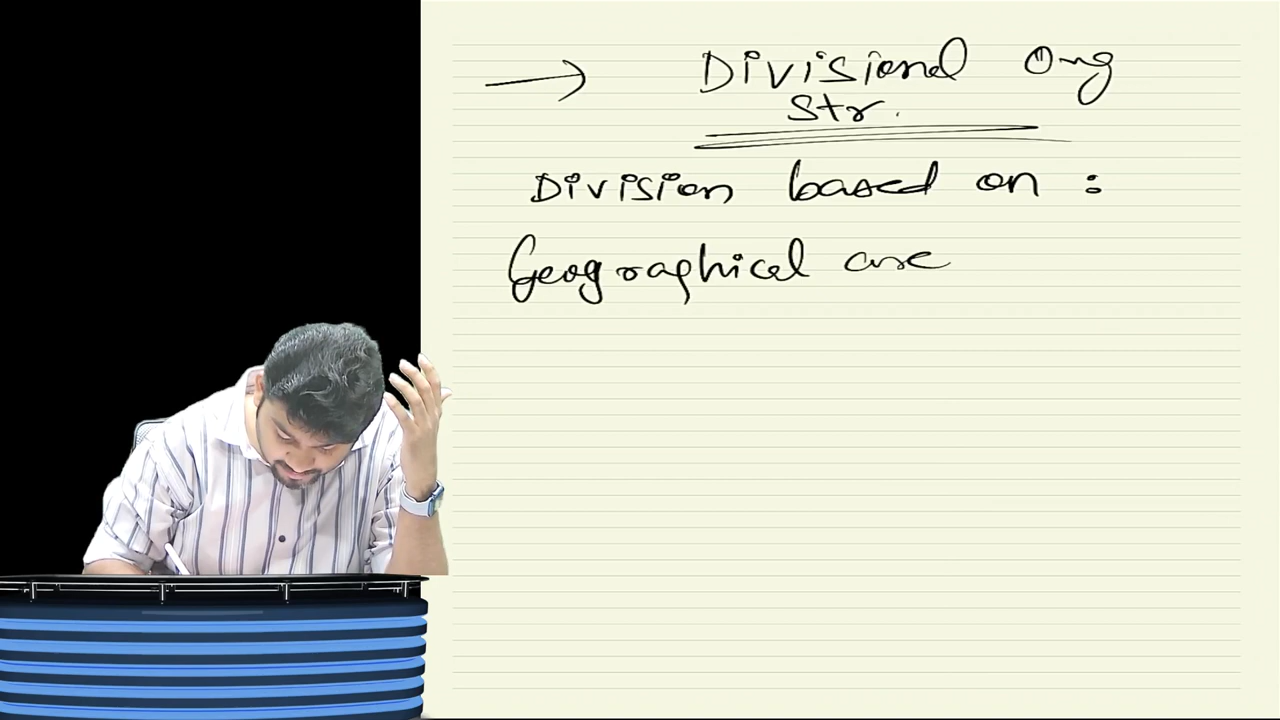 → Divisional Org
Str.
Division based on :
Geographical are